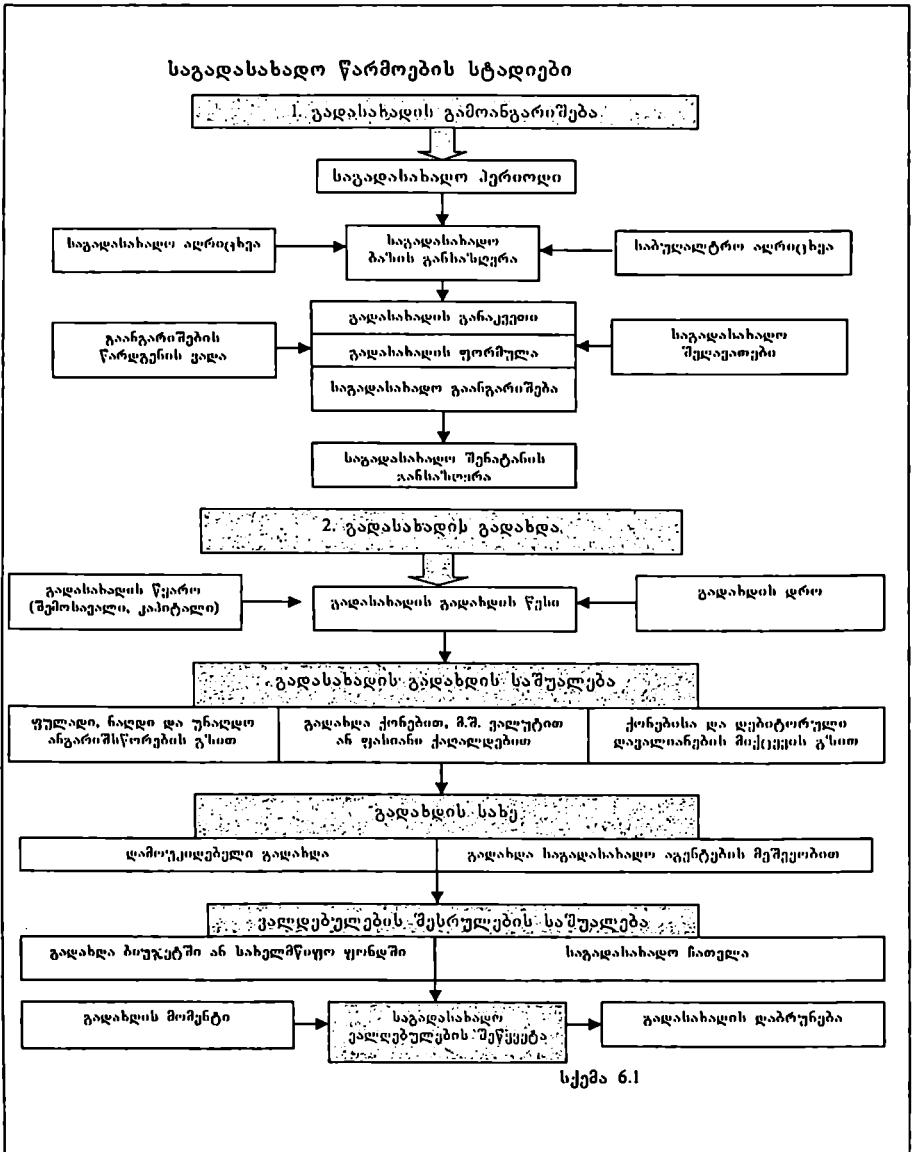 საგადასახადო წარმოების სტადიები
1. გადასახადის გამოანგარიშება
საგადასახადო პერიოდი
საგადასახადო აღრიცხვა
საგადასახადო
ბაზის განსაზღვრა
საბუღალტრო აღრიცხვა
გაანგარიშების
წარდგენის ვადა
გადასახადის განაკვეთი
გადასახადის ფორმულა
საგადასახადო გაანგარიშება
საგადასახადო
შეღავათები
საგადასახადო შენატანის
განსაზღვრა
2. გადასახადის გადახდა
გადასახადის წყარო
(შემოსავალი, კაპიტალი)
გადასახადის გადახდის წესი
გადახდის დრო
გადასახადის გადახდის საშუალება
ფულადი, ნაღდი და უნაღდო
ანგარიშსწორების გზით
გადახდა ქონებით, მ.შ. ვალუტით
ან ფასიანი ქაღალდებით
ქონებისა და დებიტორული
დავალიანების მიქცევის გზით
გადახდის სახე
დამოუკიდებელი გადახდა
გადახდა საგადასახადო აგენტების მეშვეობით
ვალდებულების მესრულების საშუალება
გადახდა ბიუჯეტში ან სახელმწიფო ფონდში
საგადასახადო ჩათვლა
გადახდის მომენტი
საგადასახადო
ვალდებულების შეწყვეტა
გადასახადის დაბრუნება
სქემა 6.1